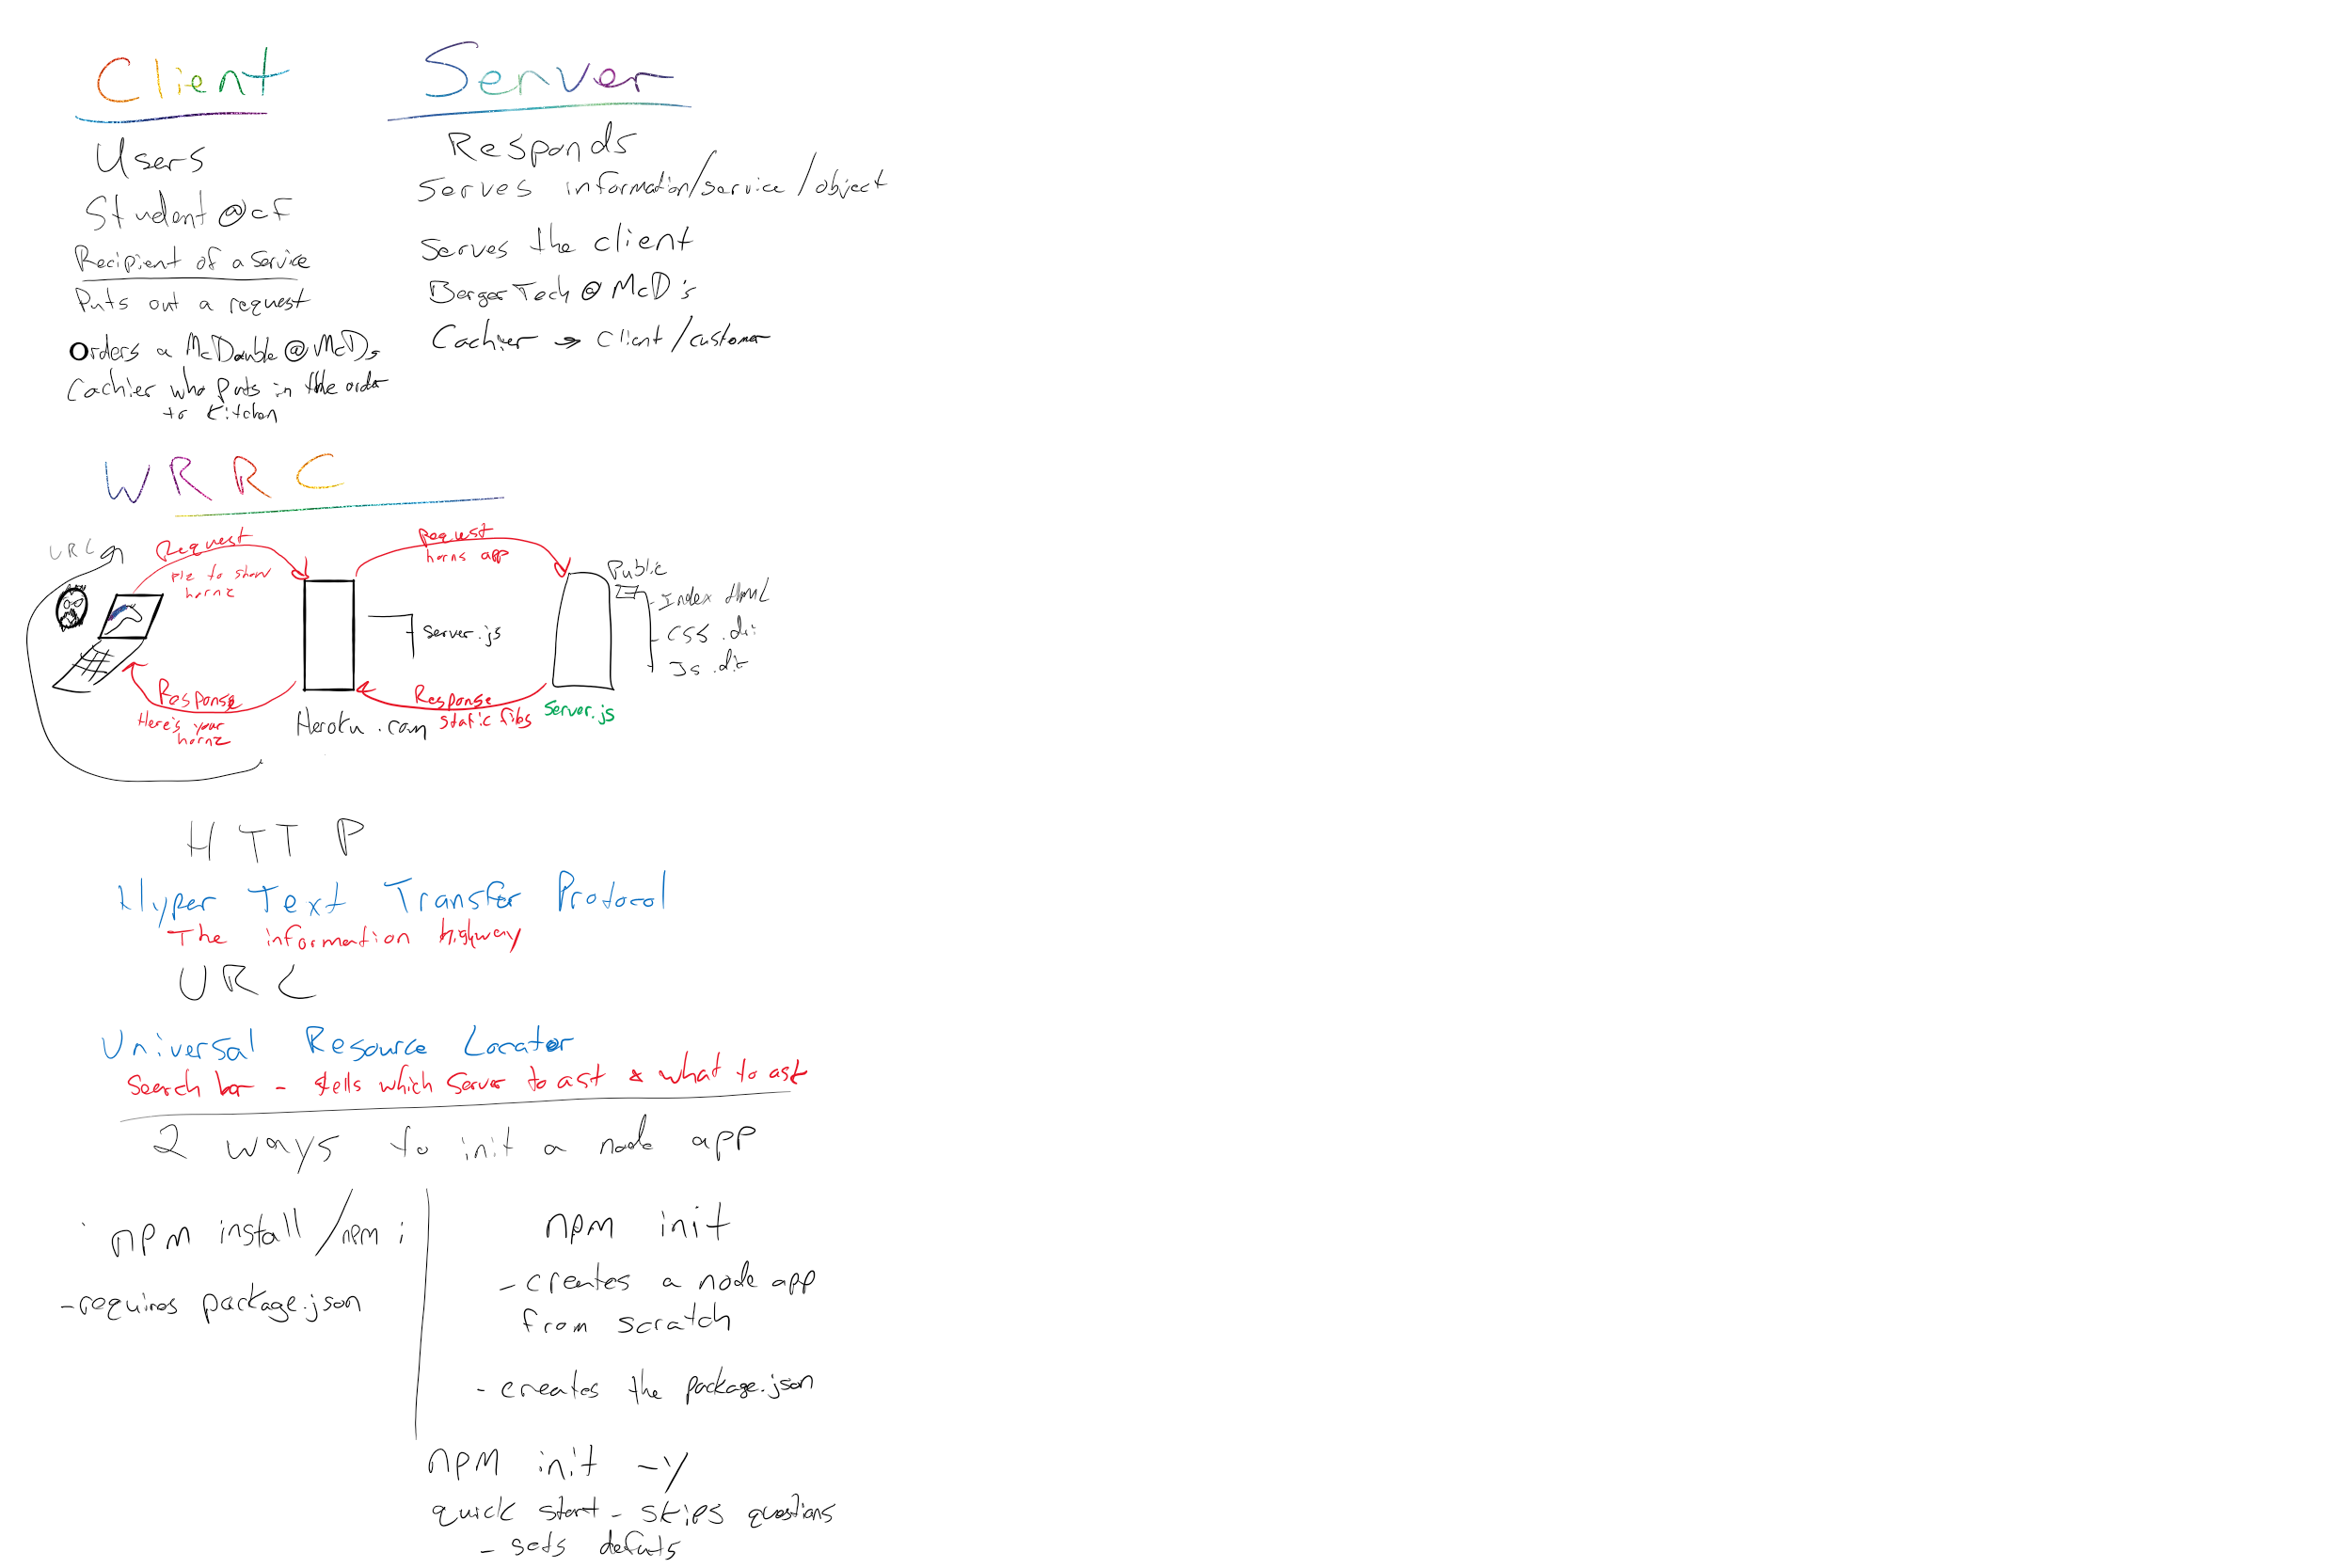 Client
Users
Student @ cf
Recipient of a service
Puts out a request
Orders a McDouble @ McDs
Cachier who puts in the order
to kitchen
Server
Responds
Serves information/service/object
Serves the client
Berger Tech @ McD's
Cachier → client/customer
WRRC
URL
Request
plz to show
hornz
Request
horns app
Public
Index html
CSS .dir
Js .dir
server.js
Response
Here's your
hornz
Heroku.com
Response
static files
Server.js
HTTP
Hyper Text Transfer Protocol
The information highway
URL
Universal Resource Locator
Search bar - tells which server to ask & what to ask
2 ways to init a node app
npm install / npm i
-requires package.json
npm init
-creates a node app
from scratch
-creates the package.json
npm init -y
quick start - skips questions
- sets defaults